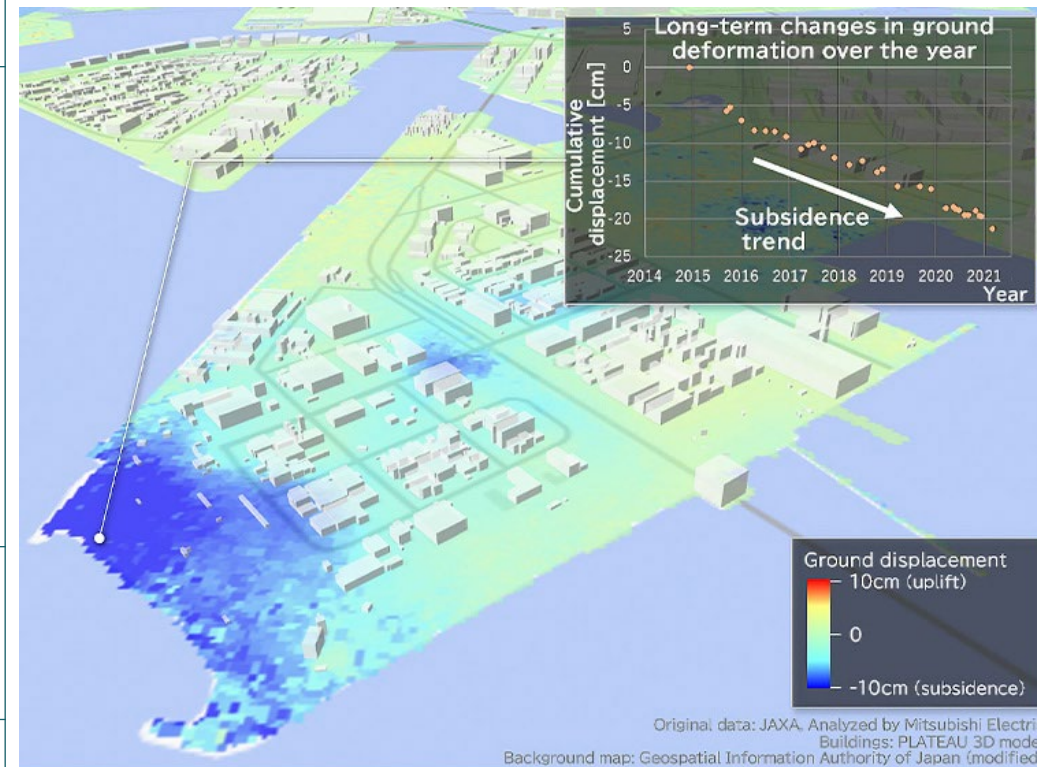 Long-term changes in ground
deformation over the year
Cumulative
displacement [cm]
5
0
-5
-10
-15
-20
-25
Subsidence
trend
2014 2015 2016 2017 2018 2019 2020 2021
Year
Ground displacement
10cm (uplift)
0
-10cm (subsidence)
Original data: JAXA. Analyzed by Mitsubishi Electri
Buildings: PLATEAU 3D mode
Background map: Geospatial Information Authority of Japan (modified